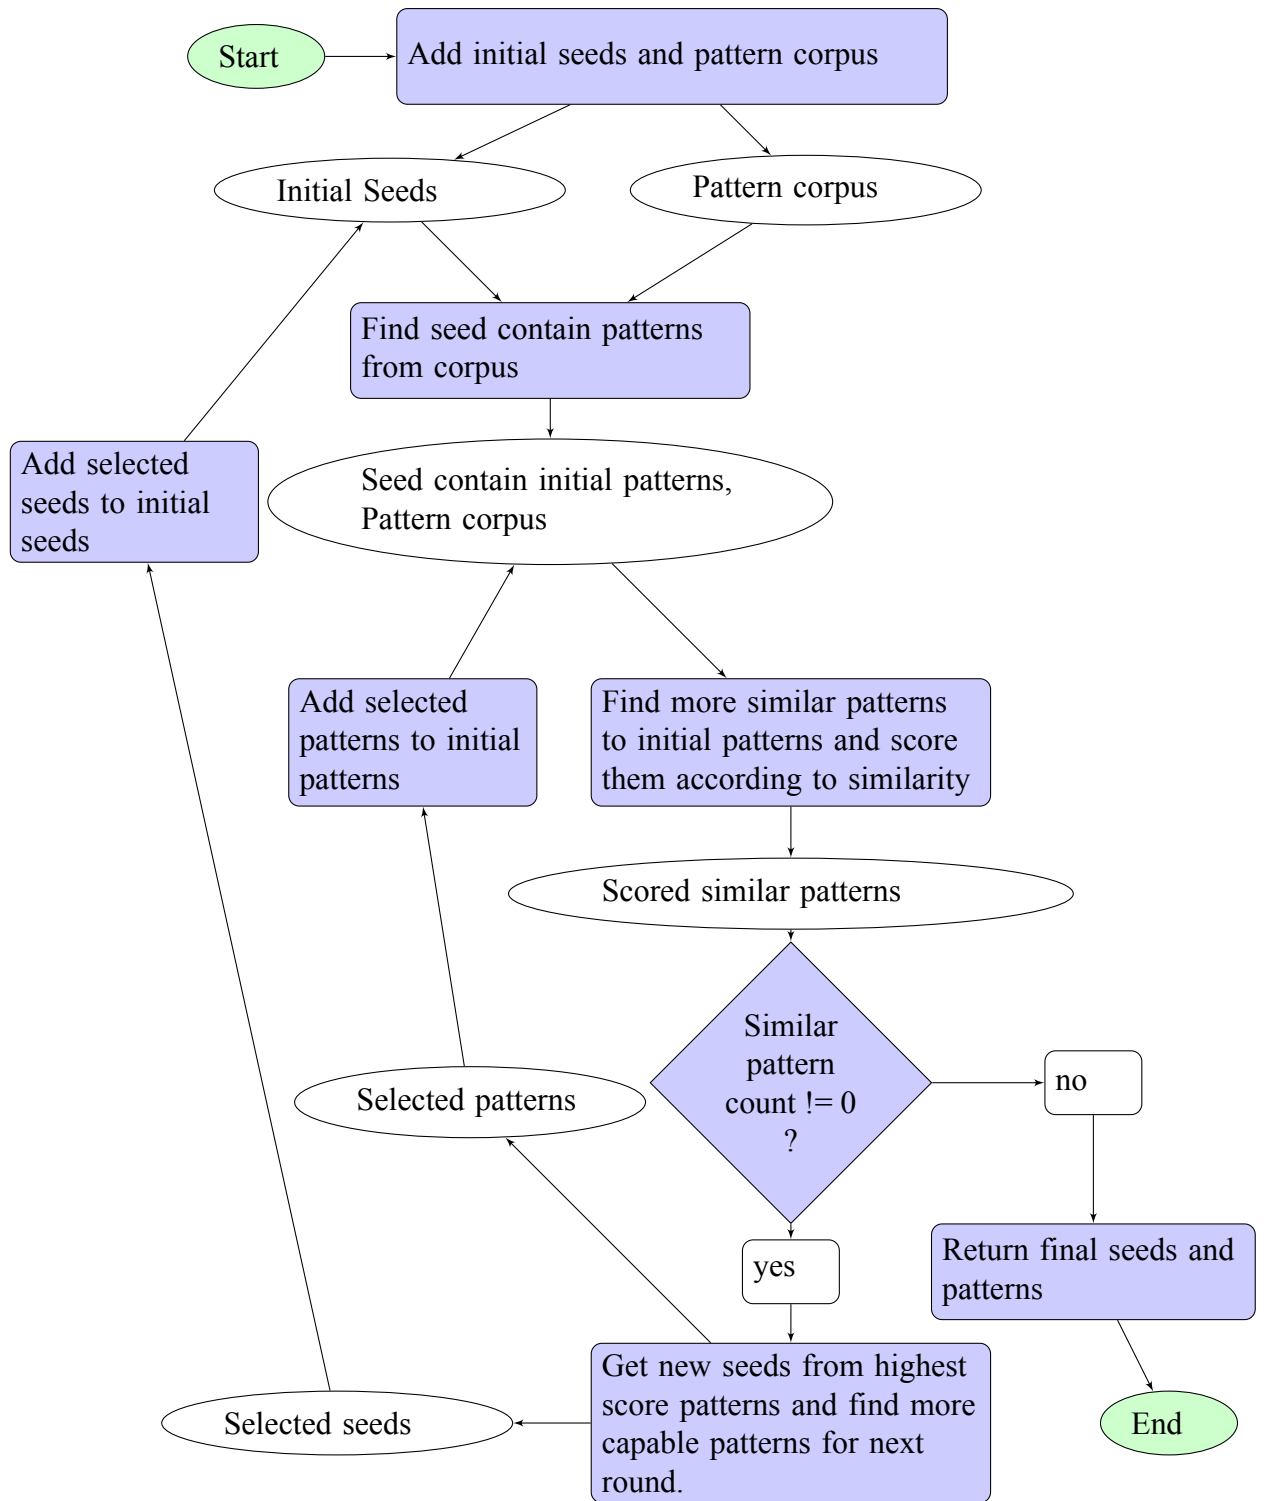 Start
Add initial seeds and pattern corpus
Initial Seeds
Pattern corpus
Find seed contain patterns
from corpus
Add selected
seeds to initial
seeds
Seed contain initial patterns,
Pattern corpus
Add selected
patterns to initial
patterns
Find more similar patterns
to initial patterns and score
them according to similarity
Scored similar patterns
Similar
pattern
count != 0
?
no
Selected patterns
yes
Return final seeds and
patterns
Get new seeds from highest
score patterns and find more
capable patterns for next
round.
Selected seeds
End